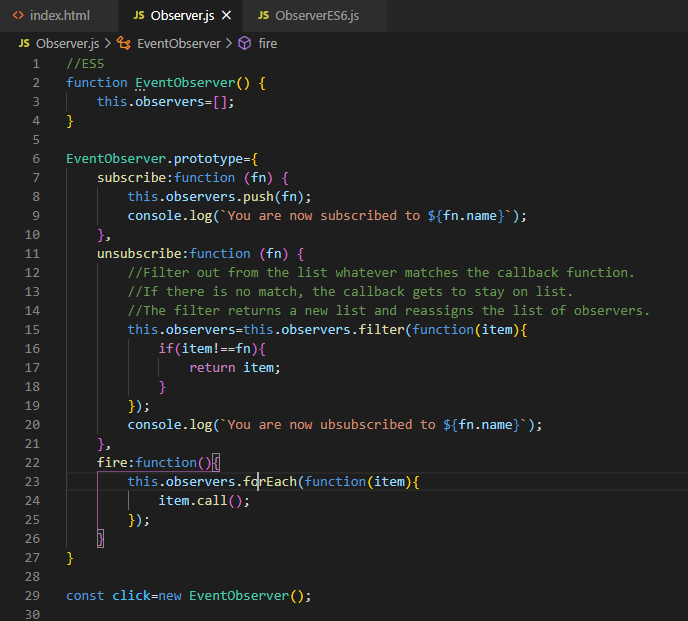 index.html
JS Observer.js
JS ObserverES6.js
JS Observer.js > EventObserver > fire
1 //ES5
2 function EventObserver() {
3 this.observers=[];
4 }
5
6 EventObserver.prototype={
7 subscribe:function (fn) {
8 this.observers.push(fn);
9 console.log(`You are now subscribed to ${fn.name}`);
10 },
11 unsubscribe:function (fn) {
12 //Filter out from the list whatever matches the callback function.
13 //If there is no match, the callback gets to stay on list.
14 //The filter returns a new list and reassigns the list of observers.
15 this.observers=this.observers.filter(function(item){
16 if(item!==fn){
17 return item;
18 }
19 });
20 console.log(`You are now ubsubscribed to ${fn.name}`);
21 },
22 fire:function(){
23 this.observers.forEach(function(item){
24 item.call();
25 });
26 }
27 }
28
29 const click=new EventObserver();
30